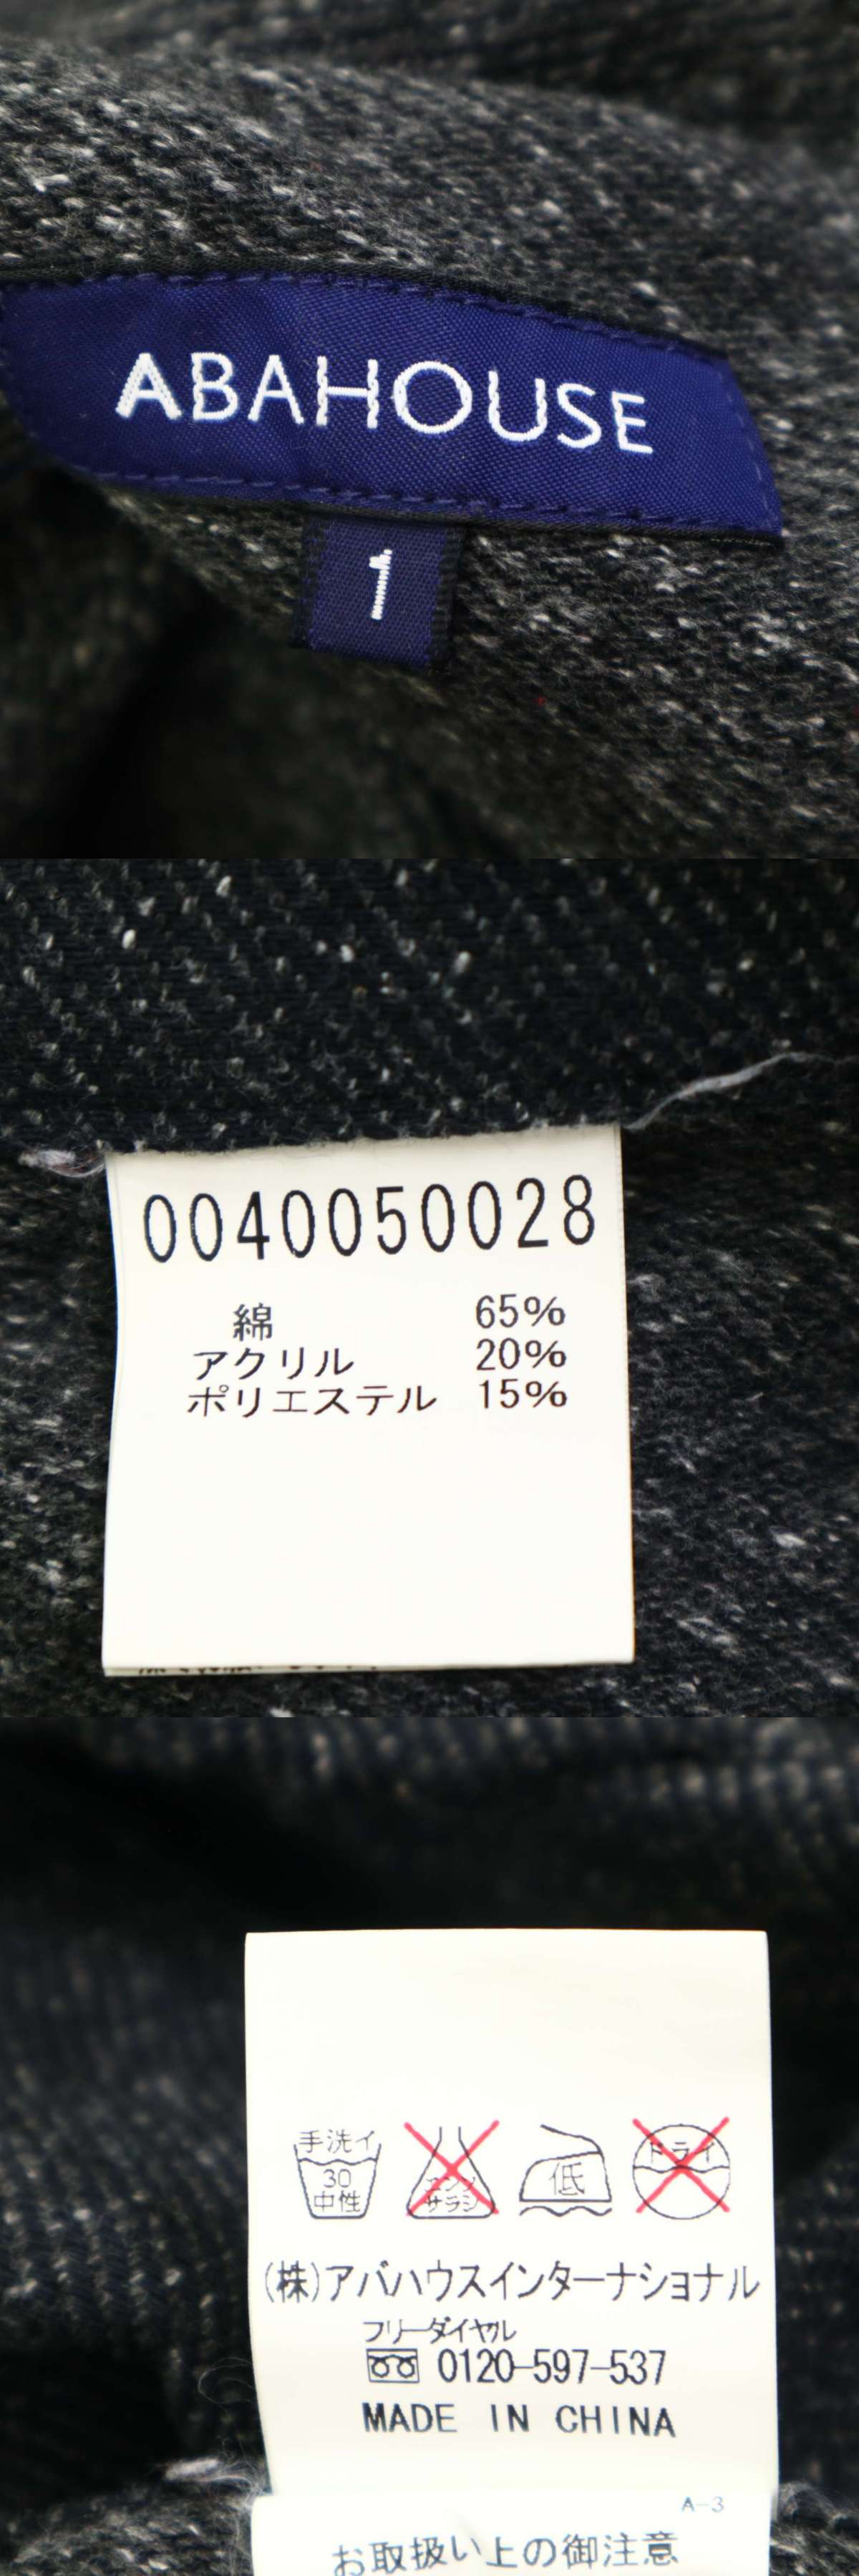 ABAHOUSE
1
0040050028
綿 65%
アクリル 20%
ポリエステル 15%
手洗イ
30
中性
エンソ
サラシ
低
ドライ
(株)アバハウスインターナショナル
フリーダイヤル
0120-597-537
MADE IN CHINA
A-3
お取扱い上の御注意